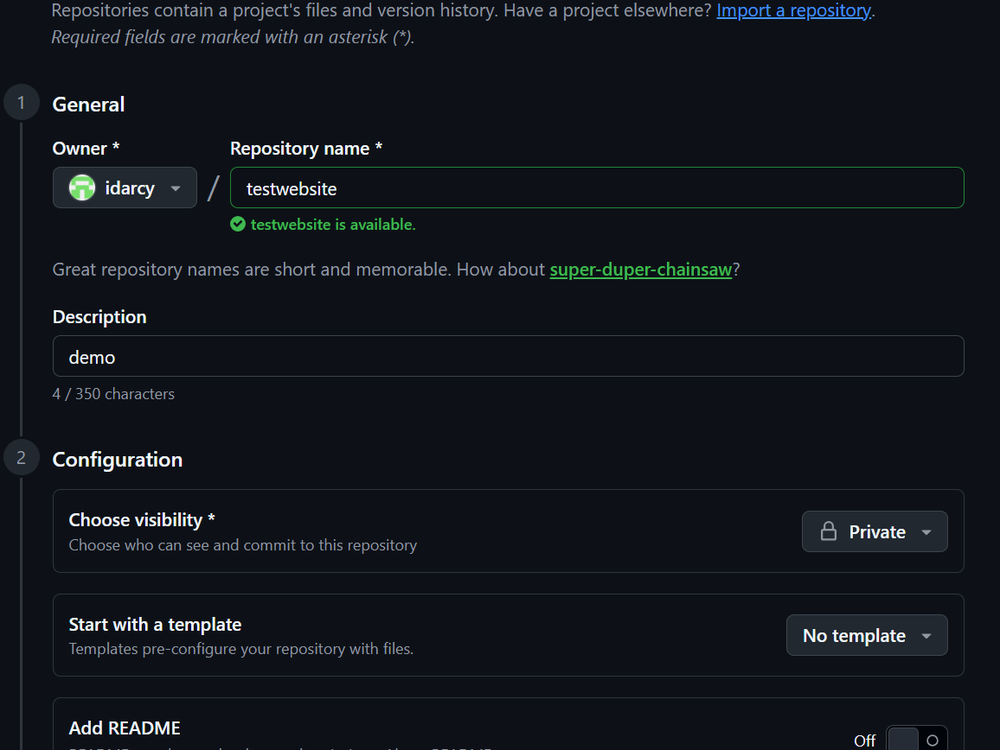 Repositories contain a project's files and version history. Have a project elsewhere? Import a repository.
Required fields are marked with an asterisk (*).
1
General
Owner *
Repository name *
idarcy
/
testwebsite
testwebsite is available.
Great repository names are short and memorable. How about super-duper-chainsaw?
Description
demo
4 / 350 characters
2
Configuration
Choose visibility *
Choose who can see and commit to this repository
Private
Start with a template
Templates pre-configure your repository with files.
No template
Add README
Off